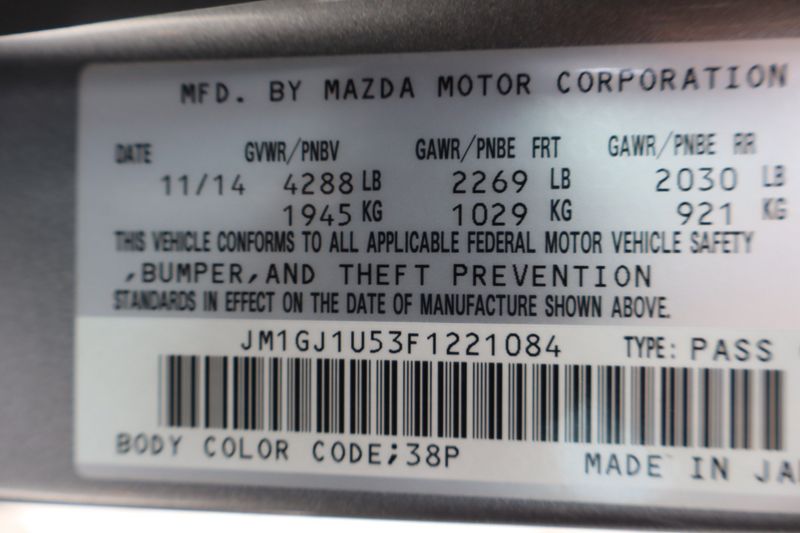 MFD. BY MAZDA MOTOR CORPORATION
DATE GVWR/PNBV GAWR/PNBE FRT GAWR/PNBE RR
11/14 4288 LB 2269 LB 2030 LB
1945 KG 1029 KG 921 KG
THIS VEHICLE CONFORMS TO ALL APPLICABLE FEDERAL MOTOR VEHICLE SAFETY
,BUMPER,AND THEFT PREVENTION
STANDARDS IN EFFECT ON THE DATE OF MANUFACTURE SHOWN ABOVE.
JM1GJ1U53F1221084 TYPE: PASS
BODY COLOR CODE;38P MADE IN JA